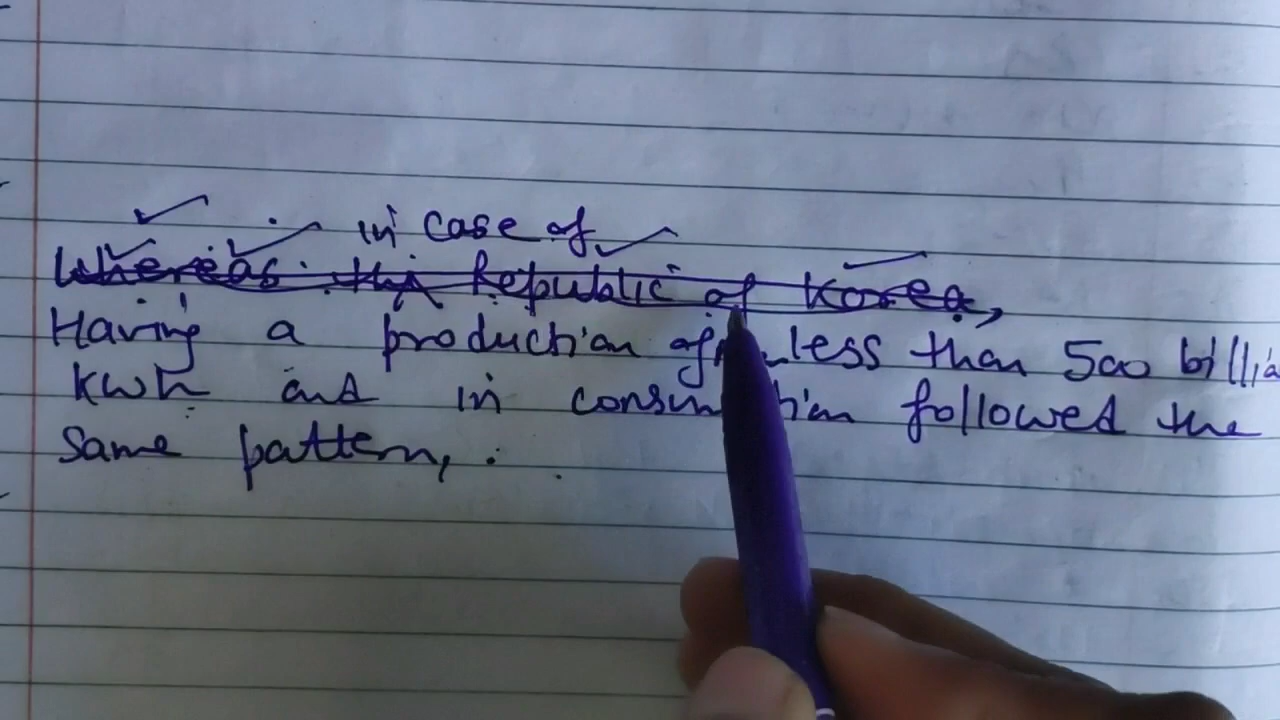 in case of
Whereas the Republic of Korea,
Having a production of less than 500 billi
Kwh and in followed the
same pattern,.